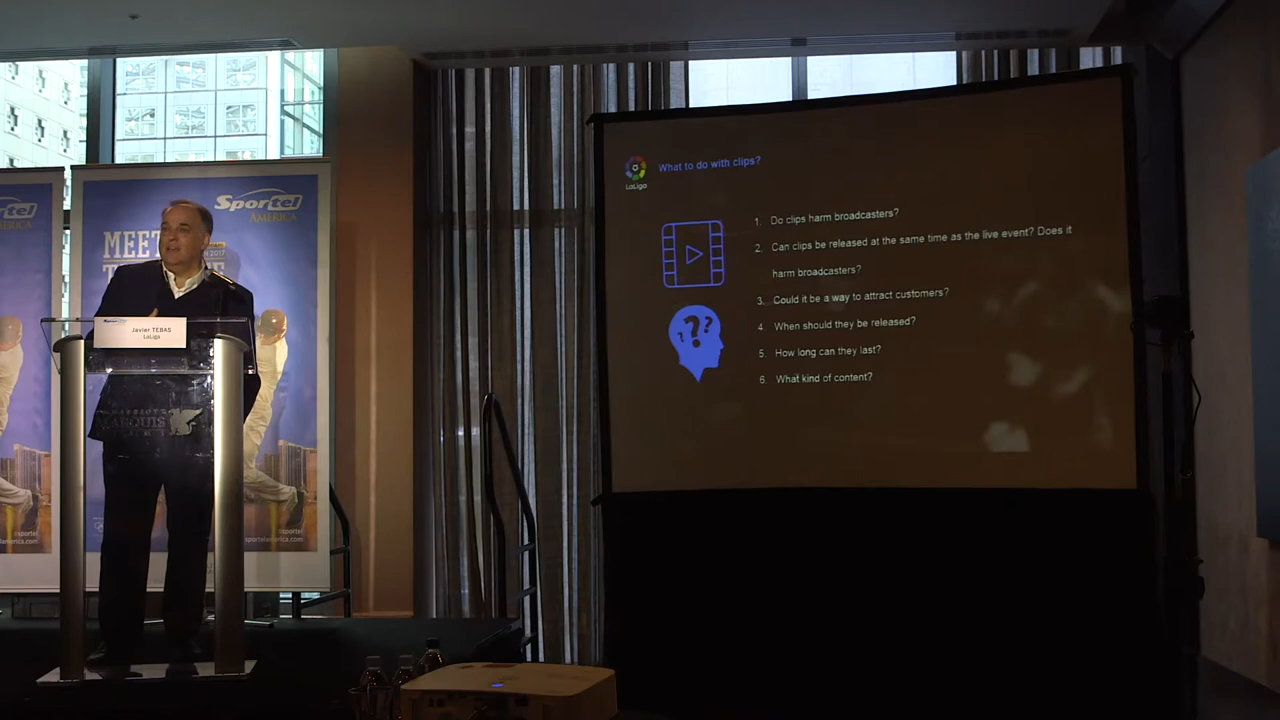 Sportel
AMERICA
MEET
2017
Javier TEBAS
LaLiga
MARRIOTT
MARQUIS
#sportel
sportelamerica.com
LaLiga
What to do with clips?
1. Do clips harm broadcasters?
2. Can clips be released at the same time as the live event? Does it
harm broadcasters?
3. Could it be a way to attract customers?
4. When should they be released?
5. How long can they last?
6. What kind of content?